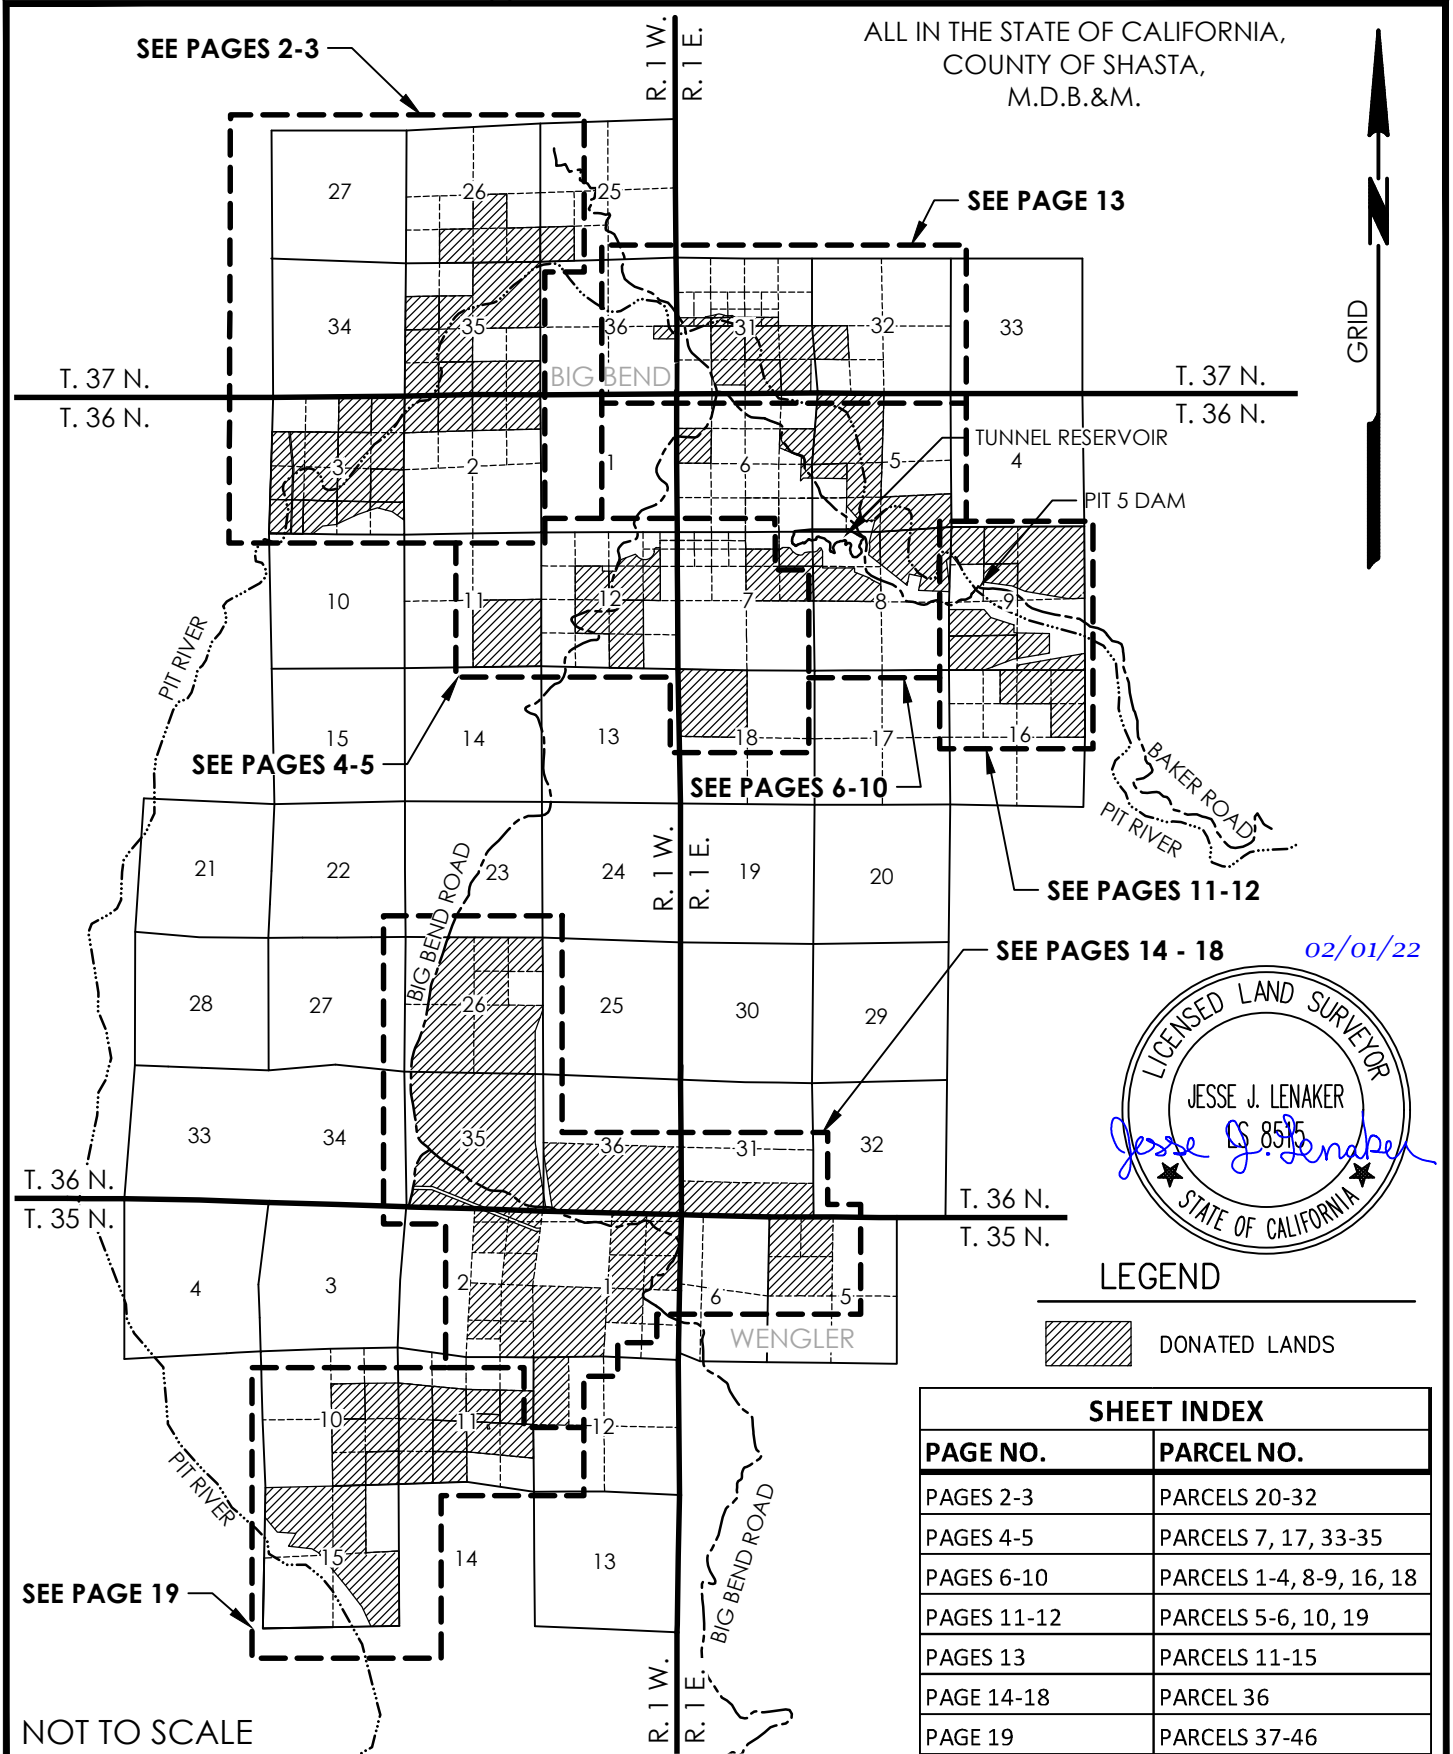 ALL IN THE STATE OF CALIFORNIA,
COUNTY OF SHASTA,
M.D.B.&M.
SEE PAGES 2-3
R. 1 W.
R. 1 E.
GRID
N
27
26
25
SEE PAGE 13
34
35
36
31
32
33
BIG BEND
T. 37 N.
T. 36 N.
T. 37 N.
T. 36 N.
TUNNEL RESERVOIR
3
2
1
6
5
4
PIT 5 DAM
10
11
12
7
8
9
PIT RIVER
15
14
13
18
17
16
SEE PAGES 4-5
SEE PAGES 6-10
BAKER ROAD
PIT RIVER
21
22
23
24
19
20
R. 1 W.
R. 1 E.
BIG BEND ROAD
SEE PAGES 11-12
SEE PAGES 14 - 18
02/01/22
28
27
26
25
30
29
LICENSED LAND SURVEYOR
JESSE J. LENAKER
LS 8515
Jesse J. Lenaker
STATE OF CALIFORNIA
33
34
35
36
31
32
T. 36 N.
T. 35 N.
T. 36 N.
T. 35 N.
4
3
2
1
6
5
WENGLER
LEGEND
DONATED LANDS
10
11
12
PIT RIVER
15
14
13
BIG BEND ROAD
SEE PAGE 19
R. 1 W.
R. 1 E.
NOT TO SCALE
SHEET INDEX
PAGE NO. PARCEL NO.
PAGES 2-3 PARCELS 20-32
PAGES 4-5 PARCELS 7, 17, 33-35
PAGES 6-10 PARCELS 1-4, 8-9, 16, 18
PAGES 11-12 PARCELS 5-6, 10, 19
PAGES 13 PARCELS 11-15
PAGE 14-18 PARCEL 36
PAGE 19 PARCELS 37-46